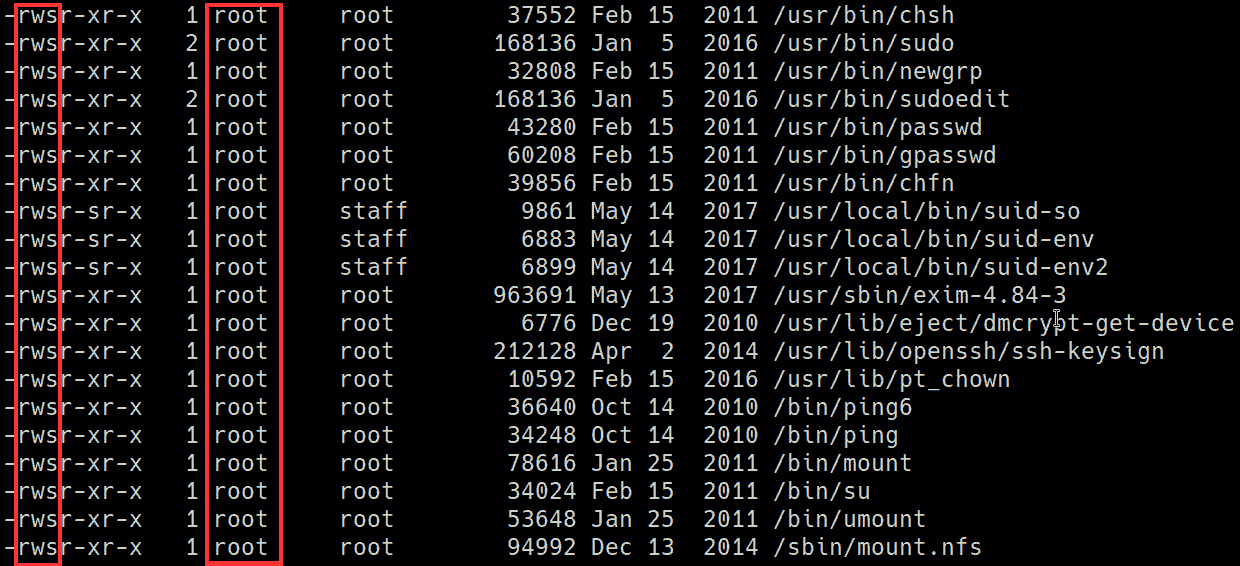 -rwsr-xr-x 1 root root 37552 Feb 15 2011 /usr/bin/chsh
-rwsr-xr-x 2 root root 168136 Jan 5 2016 /usr/bin/sudo
-rwsr-xr-x 1 root root 32808 Feb 15 2011 /usr/bin/newgrp
-rwsr-xr-x 2 root root 168136 Jan 5 2016 /usr/bin/sudoedit
-rwsr-xr-x 1 root root 43280 Feb 15 2011 /usr/bin/passwd
-rwsr-xr-x 1 root root 60208 Feb 15 2011 /usr/bin/gpasswd
-rwsr-xr-x 1 root root 39856 Feb 15 2011 /usr/bin/chfn
-rwsr-sr-x 1 root staff 9861 May 14 2017 /usr/local/bin/suid-so
-rwsr-sr-x 1 root staff 6883 May 14 2017 /usr/local/bin/suid-env
-rwsr-sr-x 1 root staff 6899 May 14 2017 /usr/local/bin/suid-env2
-rwsr-xr-x 1 root root 963691 May 13 2017 /usr/sbin/exim-4.84-3
-rwsr-xr-x 1 root root 6776 Dec 19 2010 /usr/lib/eject/dmcrypt-get-device
-rwsr-xr-x 1 root root 212128 Apr 2 2014 /usr/lib/openssh/ssh-keysign
-rwsr-xr-x 1 root root 10592 Feb 15 2016 /usr/lib/pt_chown
-rwsr-xr-x 1 root root 36640 Oct 14 2010 /bin/ping6
-rwsr-xr-x 1 root root 34248 Oct 14 2010 /bin/ping
-rwsr-xr-x 1 root root 78616 Jan 25 2011 /bin/mount
-rwsr-xr-x 1 root root 34024 Feb 15 2011 /bin/su
-rwsr-xr-x 1 root root 53648 Jan 25 2011 /bin/umount
-rwsr-xr-x 1 root root 94992 Dec 13 2014 /sbin/mount.nfs